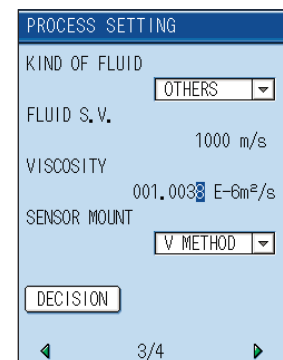 PROCESS SETTING
KIND OF FLUID
OTHERS
FLUID S.V.
1000 m/s
VISCOSITY
001.0038 E-6m²/s
SENSOR MOUNT
V METHOD
DECISION
3/4